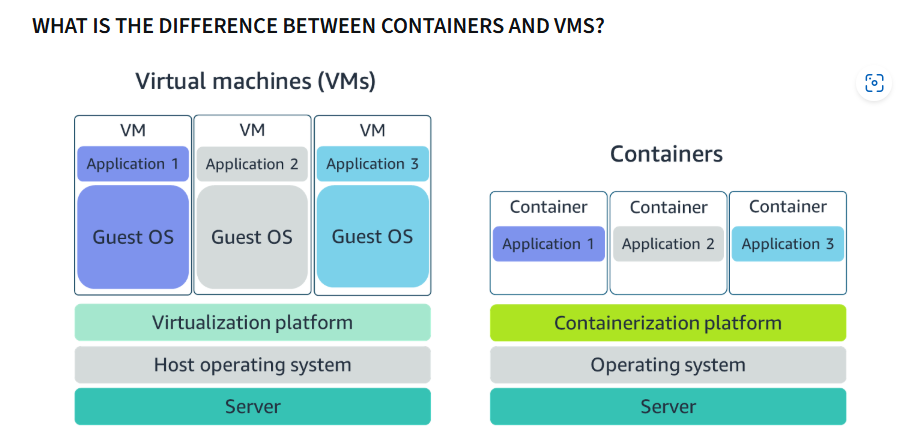 WHAT IS THE DIFFERENCE BETWEEN CONTAINERS AND VMS?
Virtual machines (VMs)
VM VM VM
Application 1 Application 2 Application 3
Guest OS Guest OS Guest OS
Virtualization platform
Host operating system
Server
Containers
Container Container Container
Application 1 Application 2 Application 3
Containerization platform
Operating system
Server